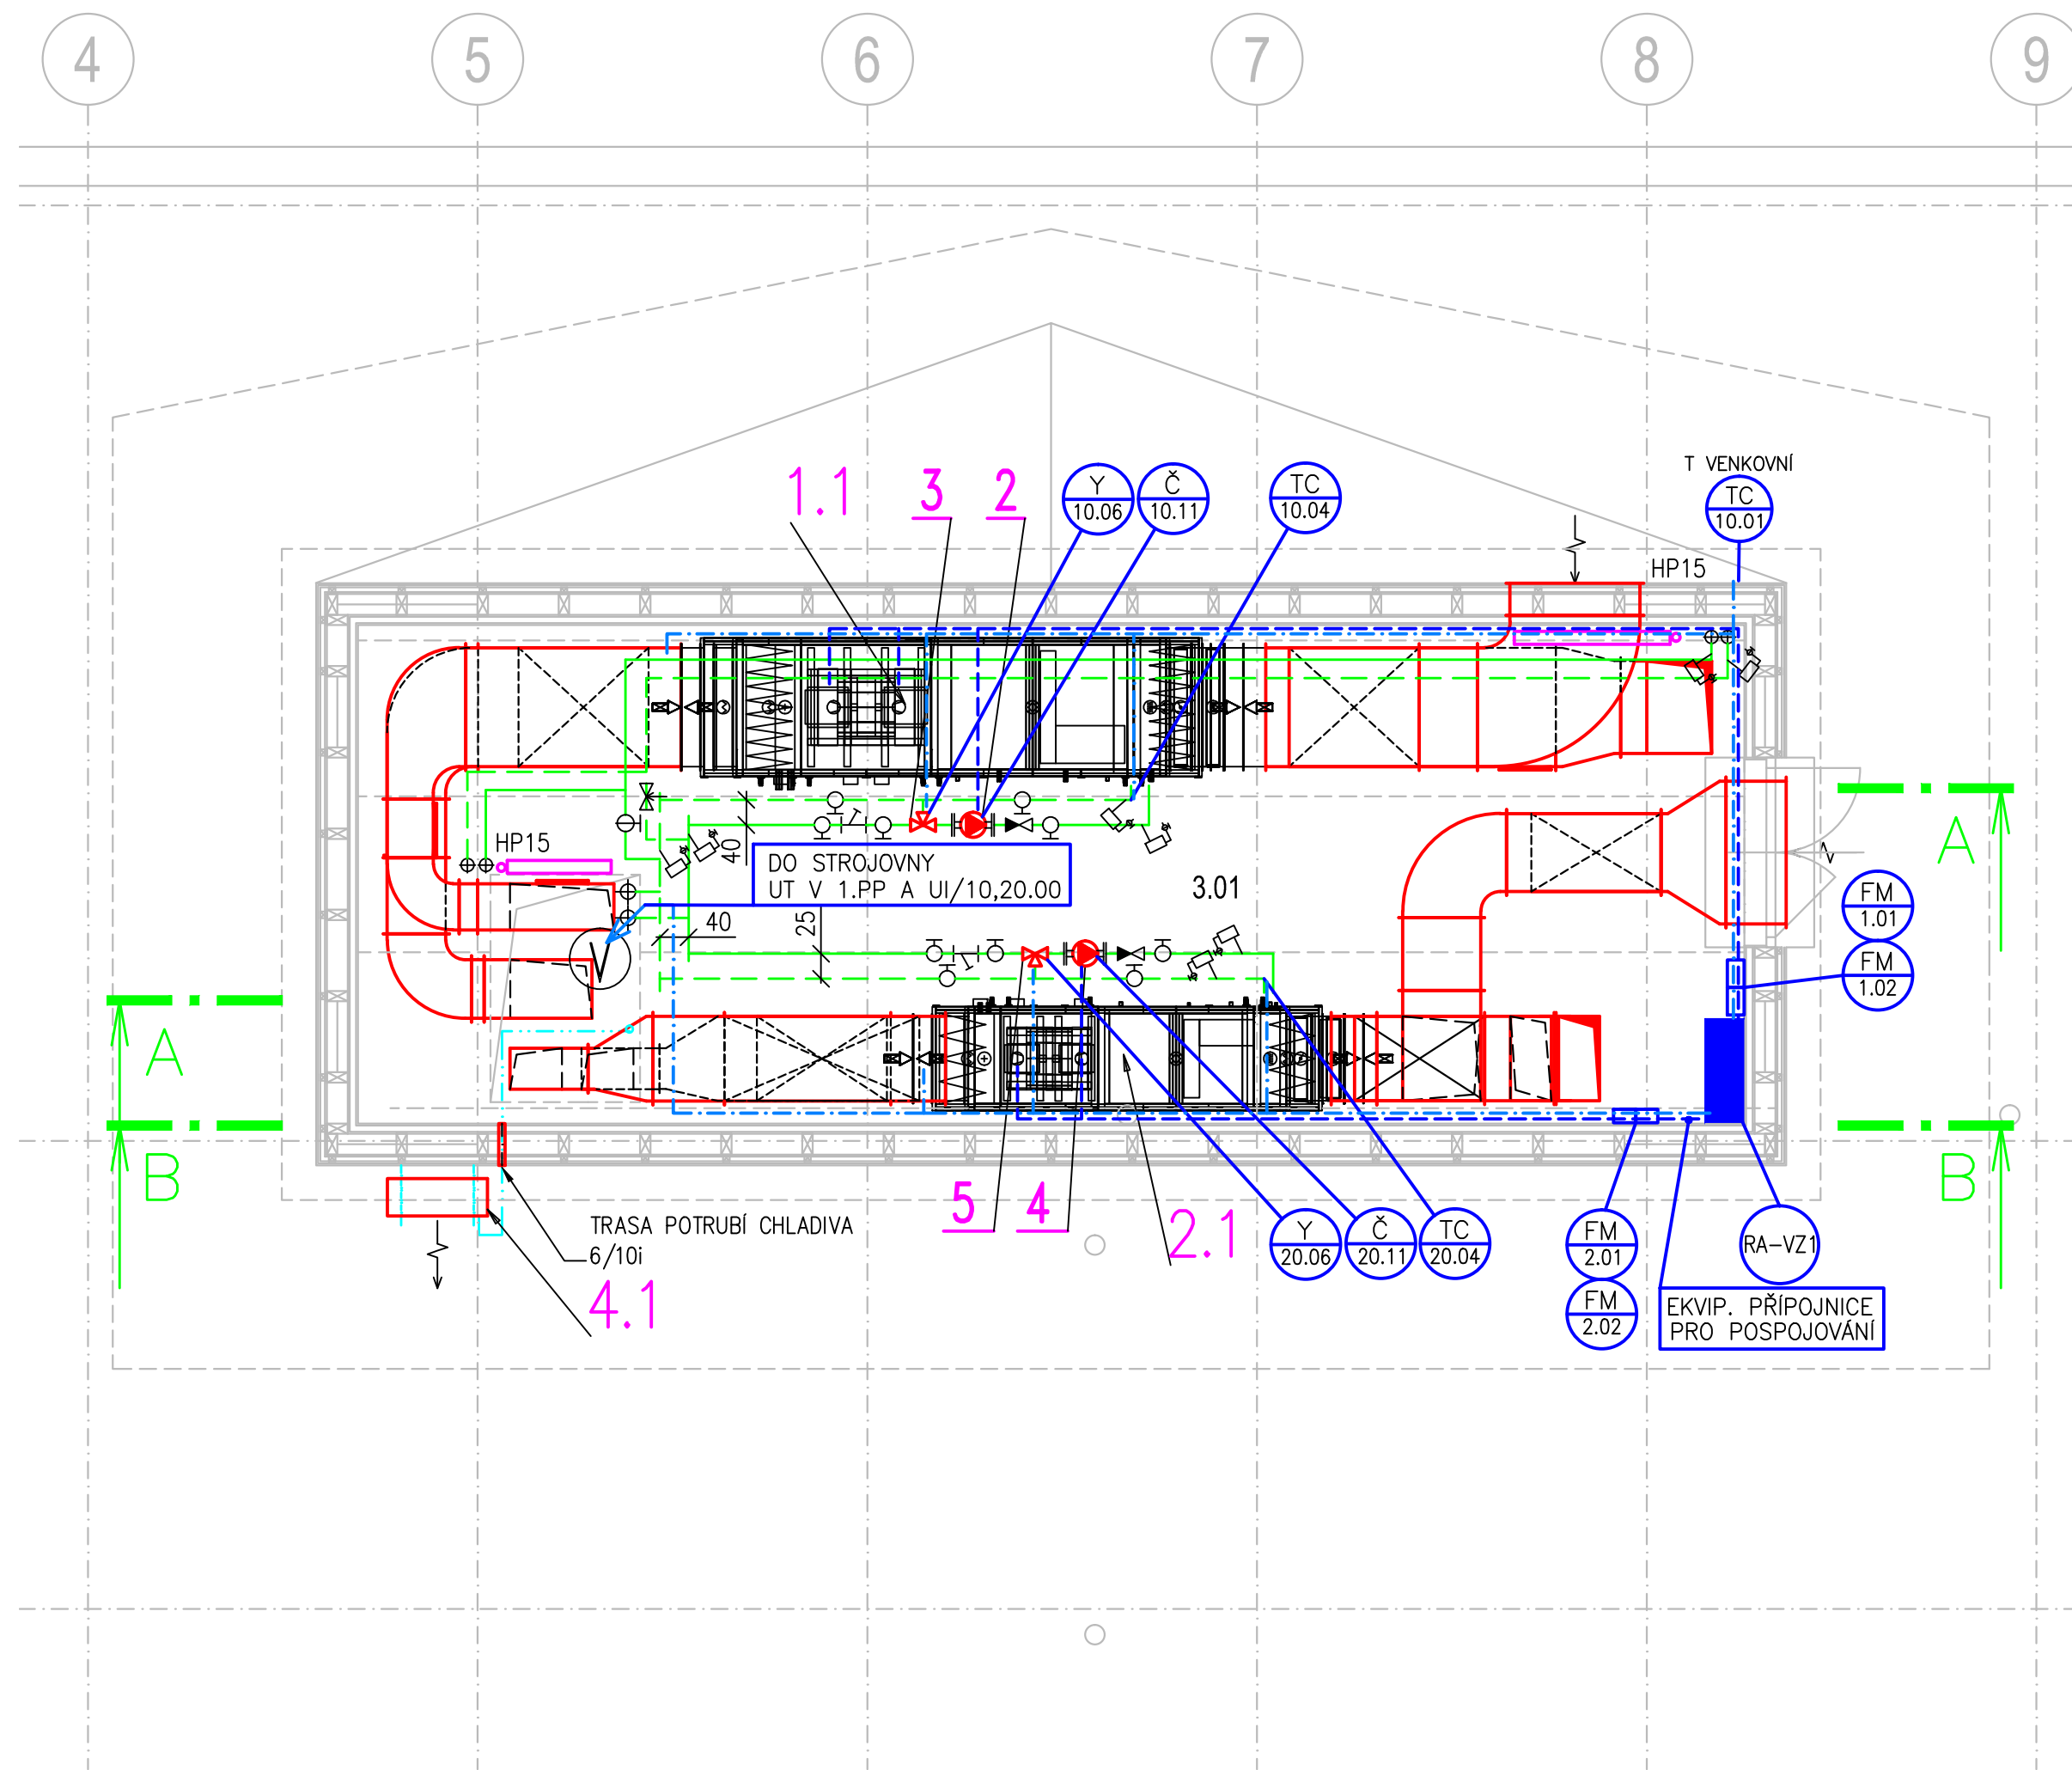 4 5 6 7 8 9
T VENKOVNÍ
TC
10.01
1.1
3
2
Y
10.06
Č
10.11
TC
10.04
HP15
A
HP15
40
DO STROJOVNY
UT V 1.PP A UI/10,20.00
3.01
FM
1.01
FM
1.02
40
25
V
A
B
B
TRASA POTRUBÍ CHLADIVA
6/10i
4.1
5
4
2.1
Y
20.06
Č
20.11
TC
20.04
FM
2.01
FM
2.02
RA-VZ1
EKVIP. PŘÍPOJNICE
PRO POSPOJOVÁNÍ